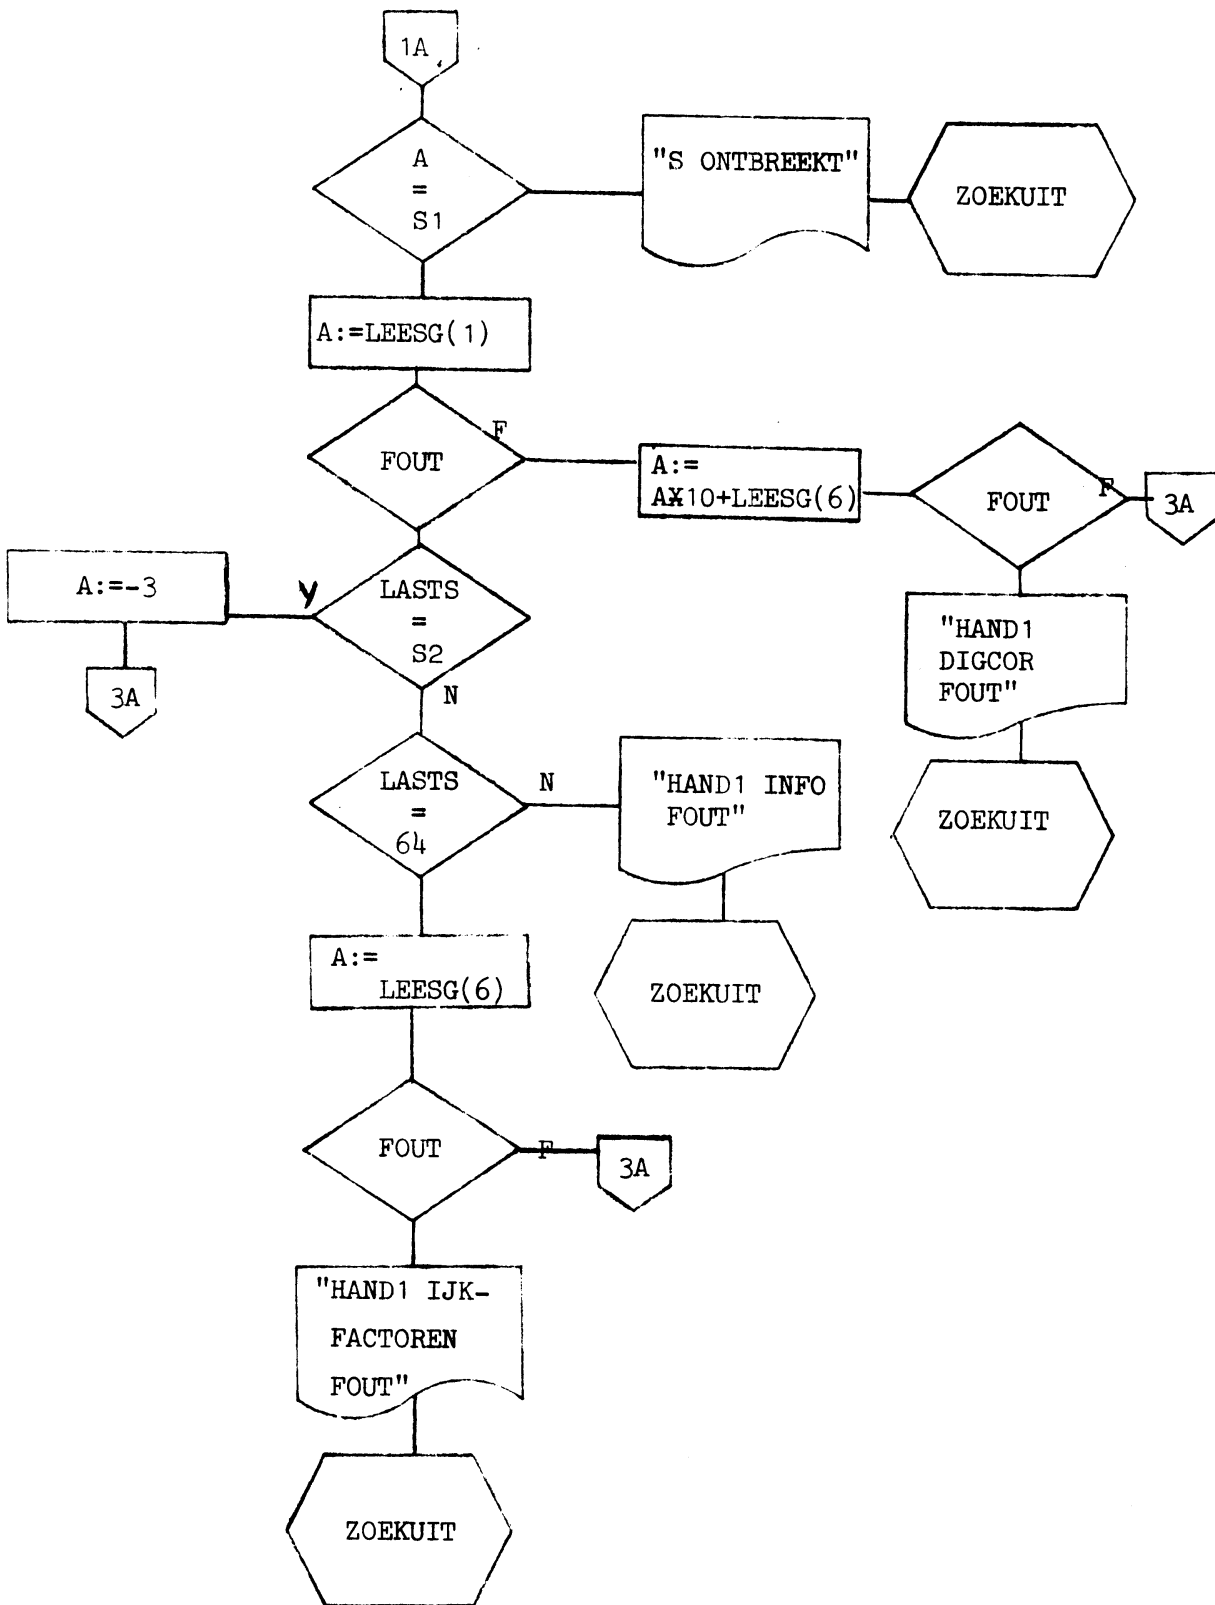 1A
A
=
S1
"S ONTBREEKT"
ZOEKUIT
A:=LEESG(1)
FOUT
F
A:=
AX10+LEESG(6)
FOUT
F
3A
A:=-3
Y
LASTS
=
S2
N
3A
"HAND1
DIGCOR
FOUT"
ZOEKUIT
LASTS
=
64
N
"HAND1 INFO
FOUT"
ZOEKUIT
A:=
LEESG(6)
FOUT
F
3A
"HAND1 IJK-
FACTOREN
FOUT"
ZOEKUIT